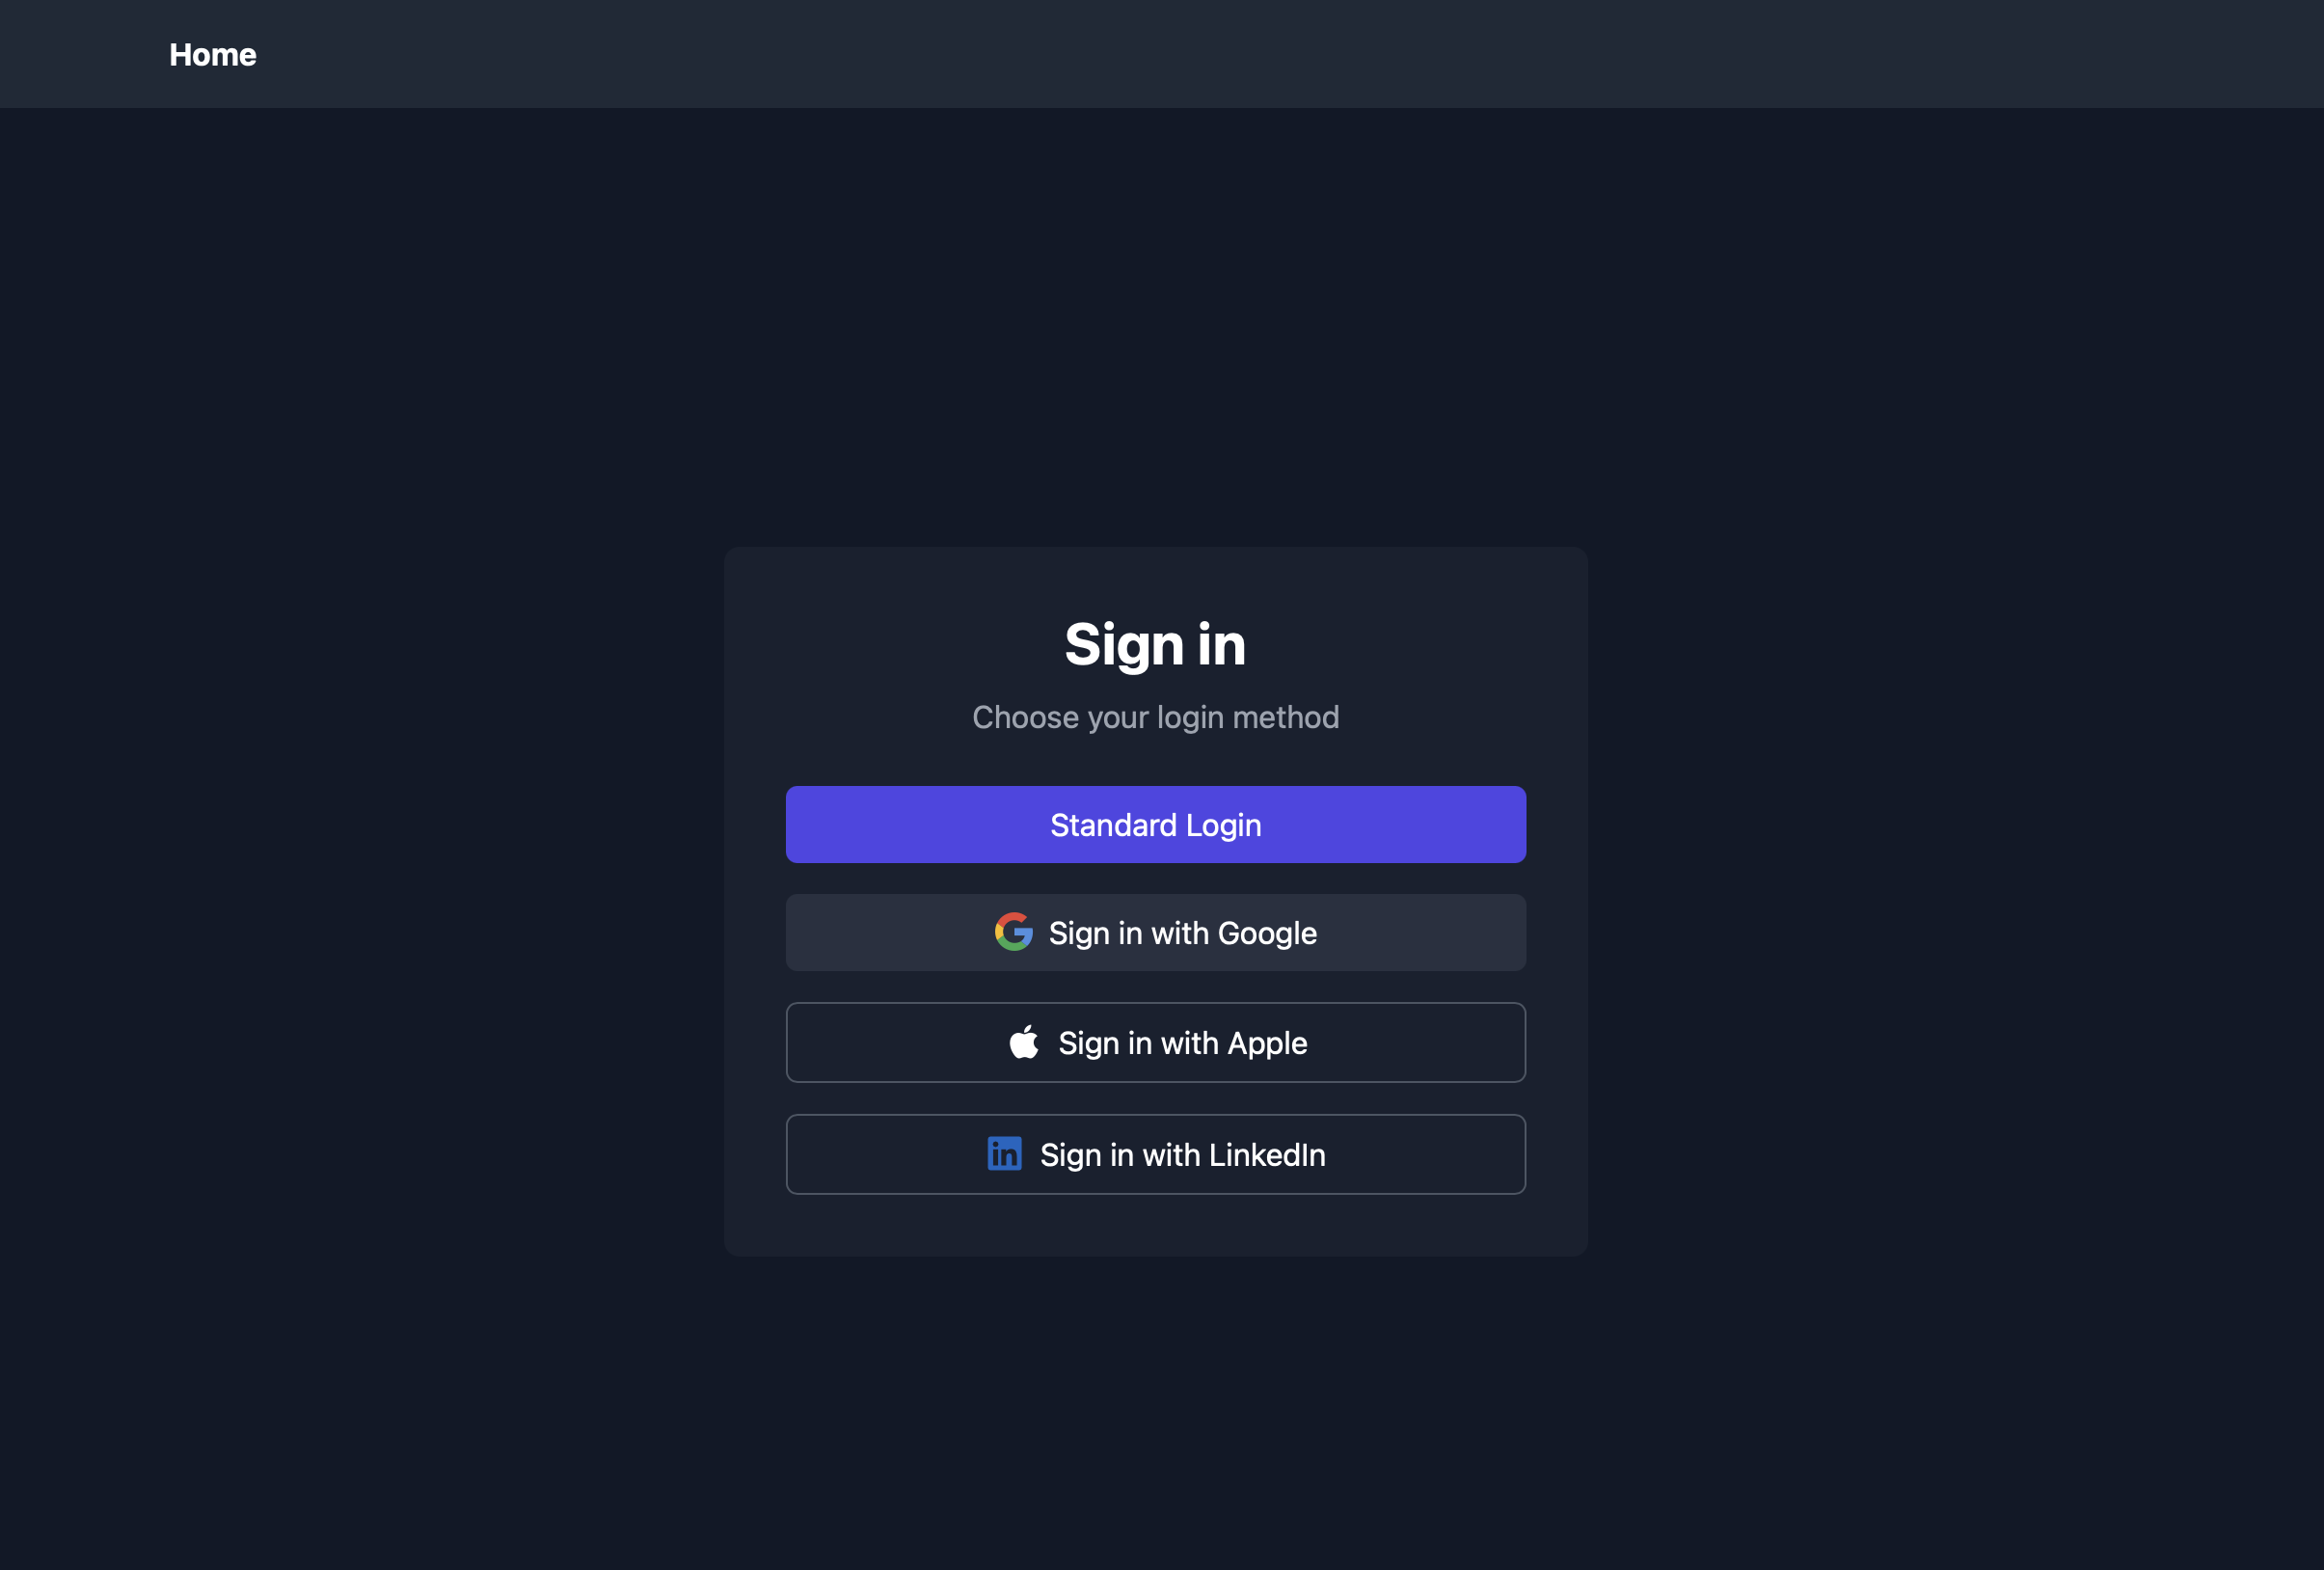 Home
Sign in
Choose your login method
Standard Login
Sign in with Google
Sign in with Apple
Sign in with LinkedIn